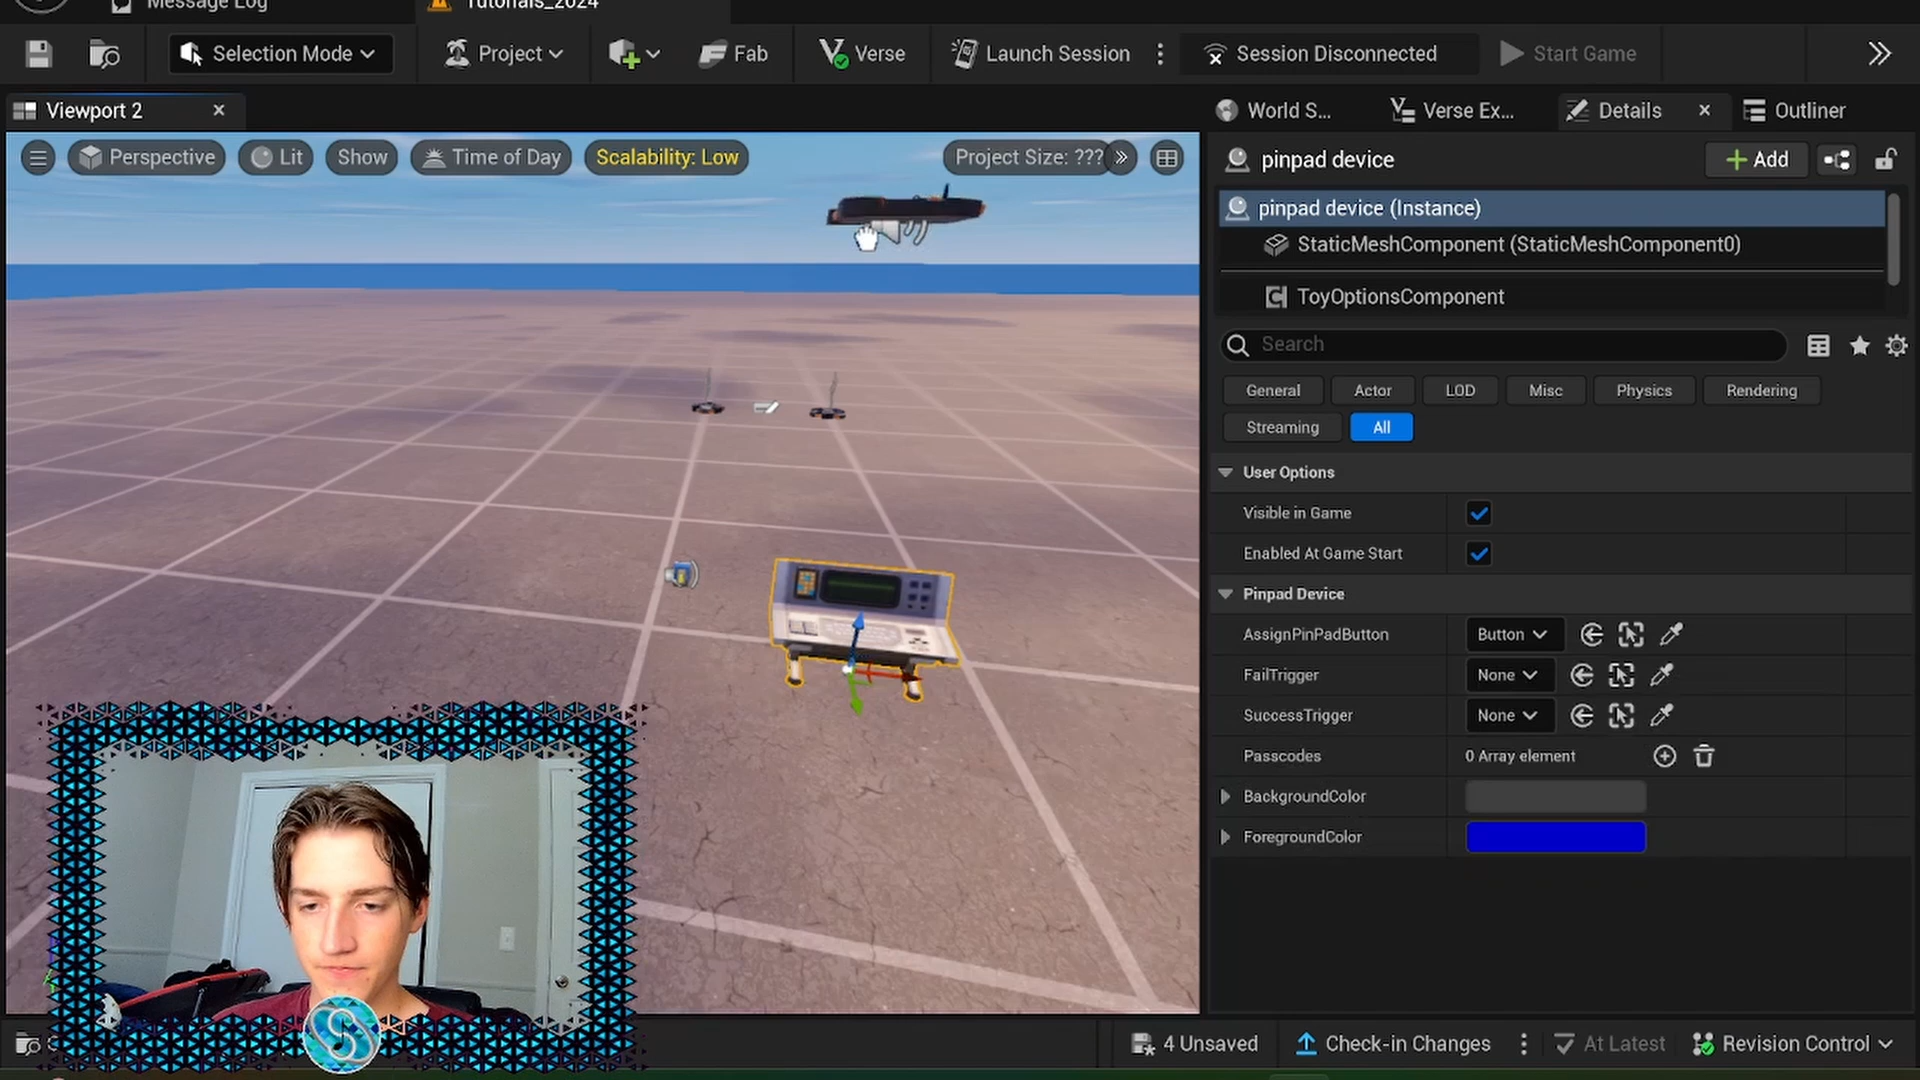 Message Log
Tutorials_2024
Selection Mode
Project
Fab
Verse
Launch Session
Session Disconnected
Start Game
Viewport 2
World S...
Verse Ex...
Details
Outliner
Perspective
Lit
Show
Time of Day
Scalability: Low
Project Size: ???
pinpad device
Add
pinpad device (Instance)
StaticMeshComponent (StaticMeshComponent0)
ToyOptionsComponent
Search
General
Actor
LOD
Misc
Physics
Rendering
Streaming
All
User Options
Visible in Game
Enabled At Game Start
Pinpad Device
AssignPinPadButton
Button
FailTrigger
None
SuccessTrigger
None
Passcodes
0 Array element
BackgroundColor
ForegroundColor
4 Unsaved
Check-in Changes
At Latest
Revision Control